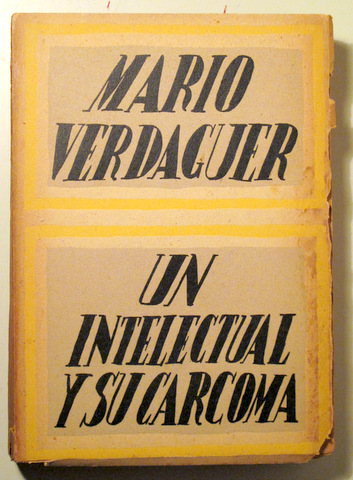 MARIO
VERDAGUER
UN
INTELECTUAL
Y SU CARCOMA